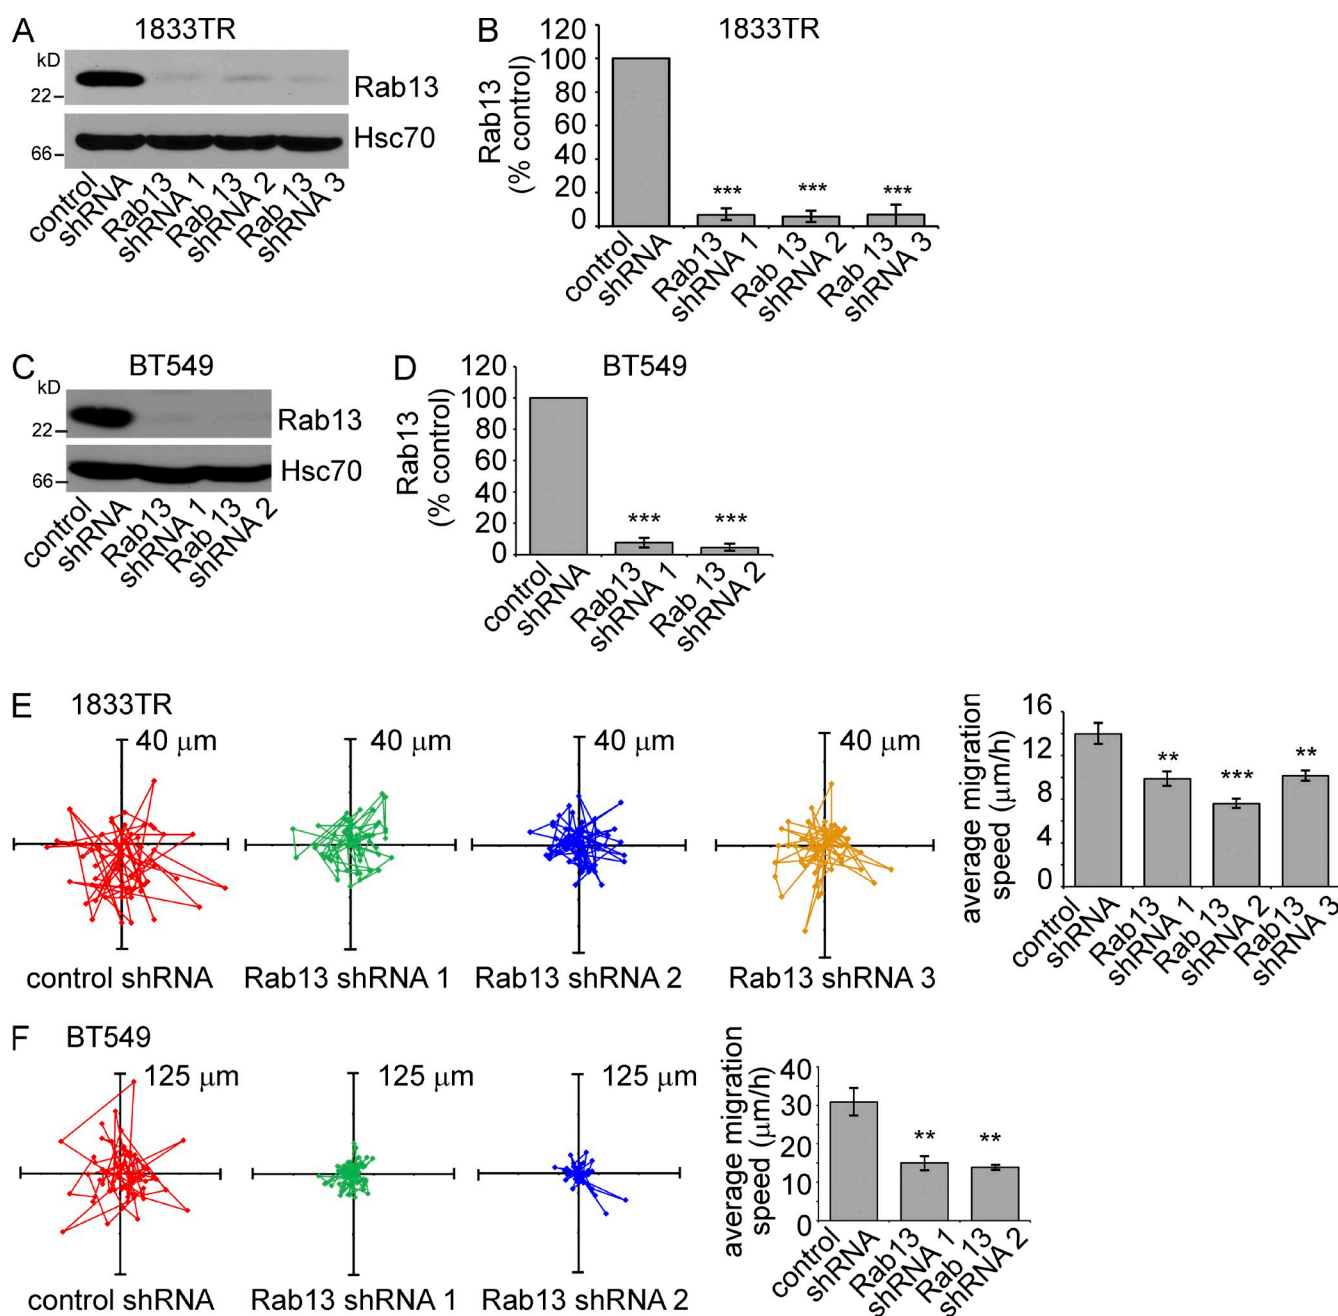 A
1833TR
kD
22
66
Rab13
Hsc70
control
shRNA
Rab13
shRNA 1
Rab 13
shRNA 2
Rab 13
shRNA 3
B
1833TR
Rab13
(% control)
120
100
80
60
40
20
0
***
***
***
control
shRNA
Rab13
shRNA 1
Rab 13
shRNA 2
Rab 13
shRNA 3
C
BT549
kD
22
66
Rab13
Hsc70
control
shRNA
Rab13
shRNA 1
Rab 13
shRNA 2
D
BT549
Rab13
(% control)
120
100
80
60
40
20
0
***
***
control
shRNA
Rab13
shRNA 1
Rab 13
shRNA 2
E
1833TR
40 μm
40 μm
40 μm
40 μm
control shRNA
Rab13 shRNA 1
Rab13 shRNA 2
Rab13 shRNA 3
average migration
speed (μm/h)
16
12
8
4
0
**
***
**
control
shRNA
Rab13
shRNA 1
Rab 13
shRNA 2
Rab13
shRNA 3
F
BT549
125 μm
125 μm
125 μm
control shRNA
Rab13 shRNA 1
Rab13 shRNA 2
average migration
speed (μm/h)
40
30
20
10
0
**
**
control
shRNA
Rab13
shRNA 1
Rab 13
shRNA 2